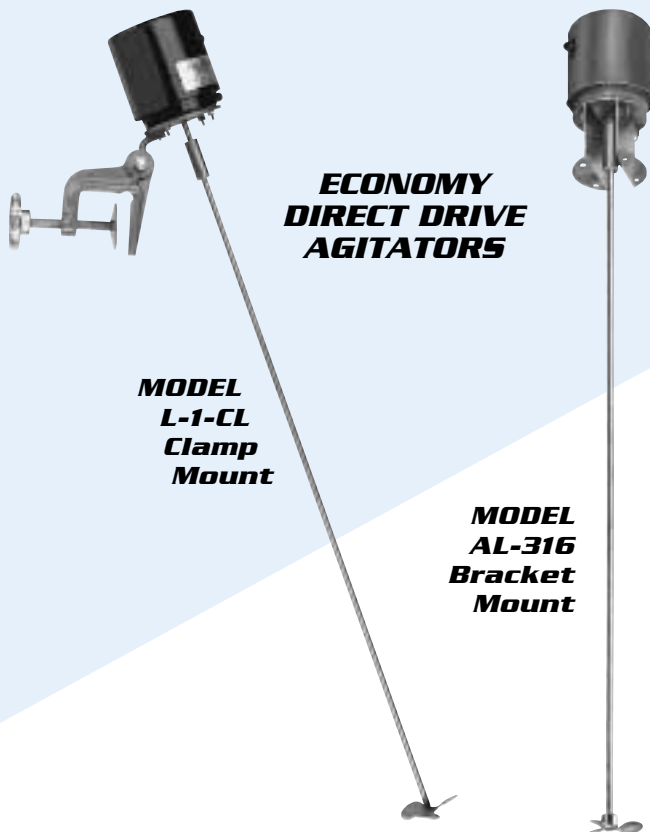 ECONOMY
DIRECT DRIVE
AGITATORS
MODEL
L-1-CL
Clamp
Mount
MODEL
AL-316
Bracket
Mount